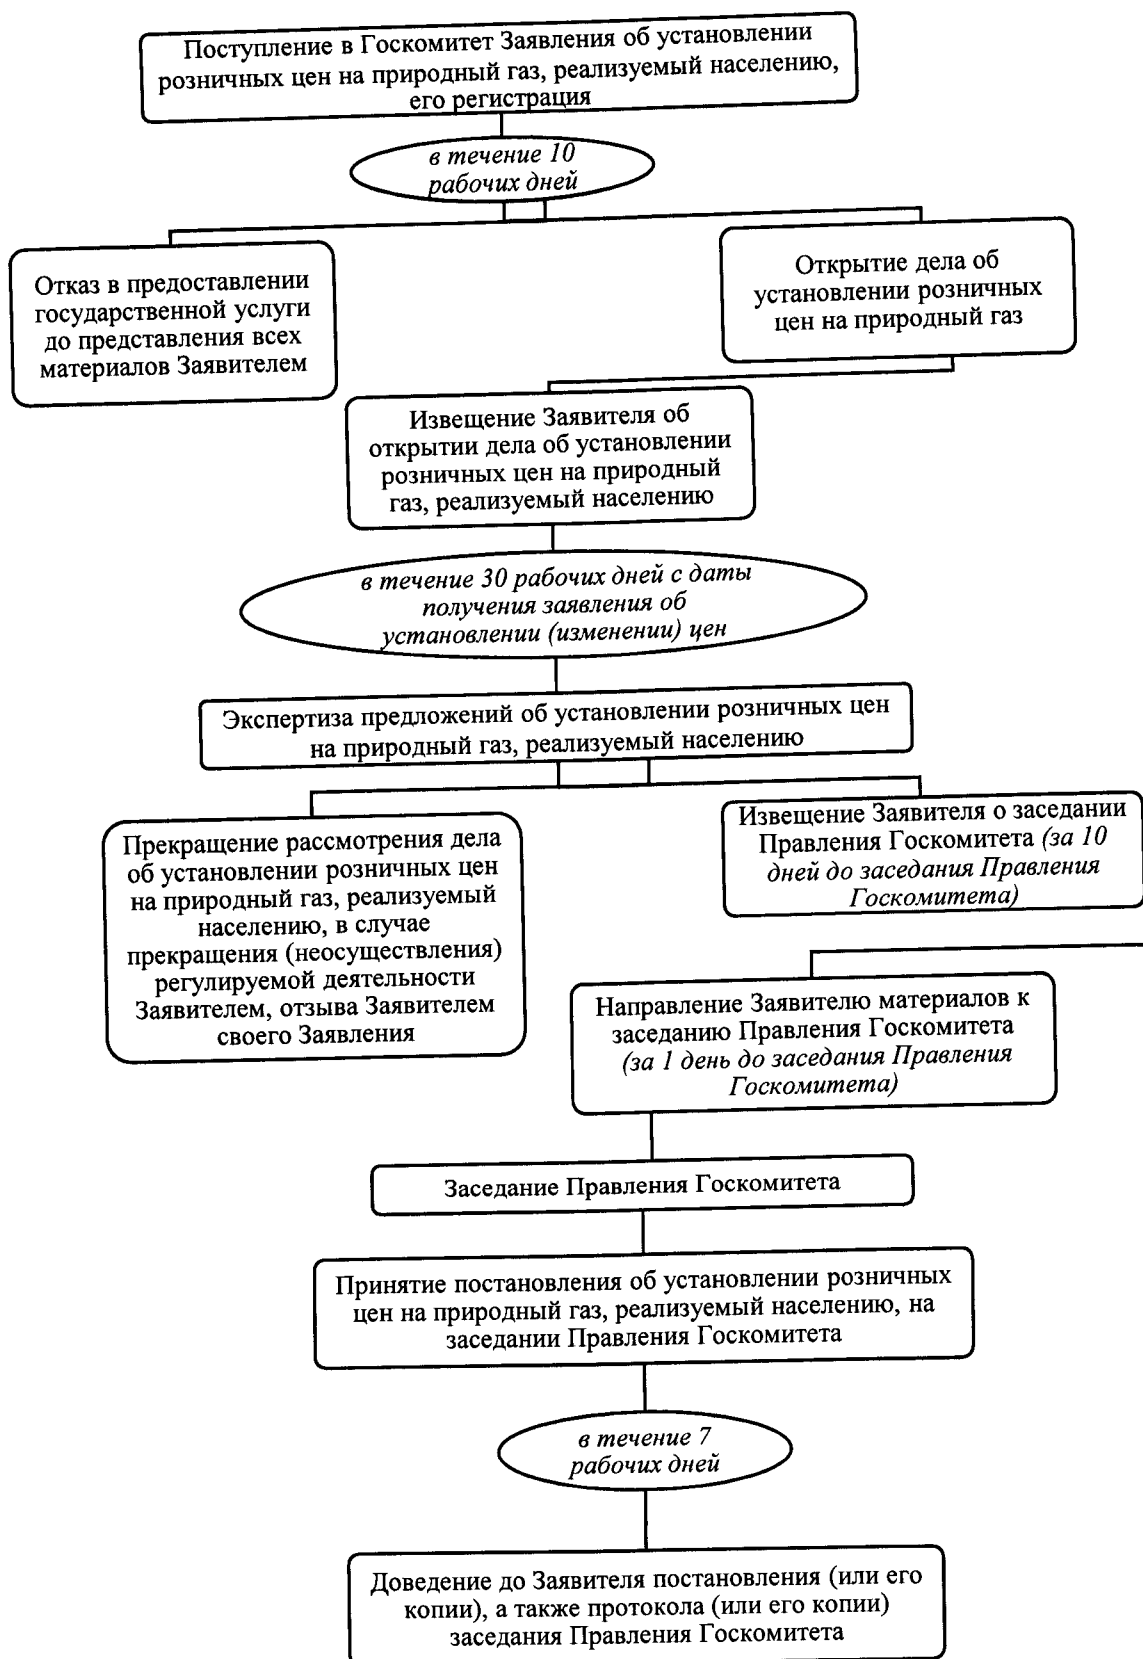 Поступление в Госкомитет Заявления об установлении
розничных цен на природный газ, реализуемый населению,
его регистрация
в течение 10
рабочих дней
Отказ в предоставлении
государственной услуги
до представления всех
материалов Заявителем
Открытие дела об
установлении розничных
цен на природный газ
Извещение Заявителя об
открытии дела об установлении
розничных цен на природный
газ, реализуемый населению
в течение 30 рабочих дней с даты
получения заявления об
установлении (изменении) цен
Экспертиза предложений об установлении розничных цен
на природный газ, реализуемый населению
Прекращение рассмотрения дела
об установлении розничных цен
на природный газ, реализуемый
населению, в случае
прекращения (неосуществления)
регулируемой деятельности
Заявителем, отзыва Заявителем
своего Заявления
Извещение Заявителя о заседании
Правления Госкомитета (за 10
дней до заседания Правления
Госкомитета)
Направление Заявителю материалов к
заседанию Правления Госкомитета
(за 1 день до заседания Правления
Госкомитета)
Заседание Правления Госкомитета
Принятие постановления об установлении розничных
цен на природный газ, реализуемый населению, на
заседании Правления Госкомитета
в течение 7
рабочих дней
Доведение до Заявителя постановления (или его
копии), а также протокола (или его копии)
заседания Правления Госкомитета